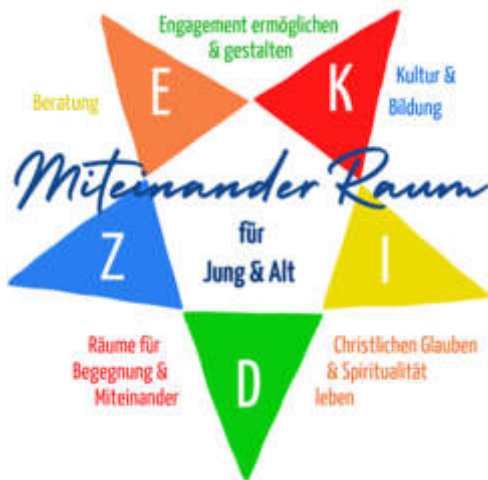 Engagement ermöglichen
& gestalten
E
K
Beratung
Kultur &
Bildung
Miteinander Raum
für
Jung & Alt
Z
I
Räume für
Begegnung &
Miteinander
D
Christlichen Glauben
& Spiritualität
leben